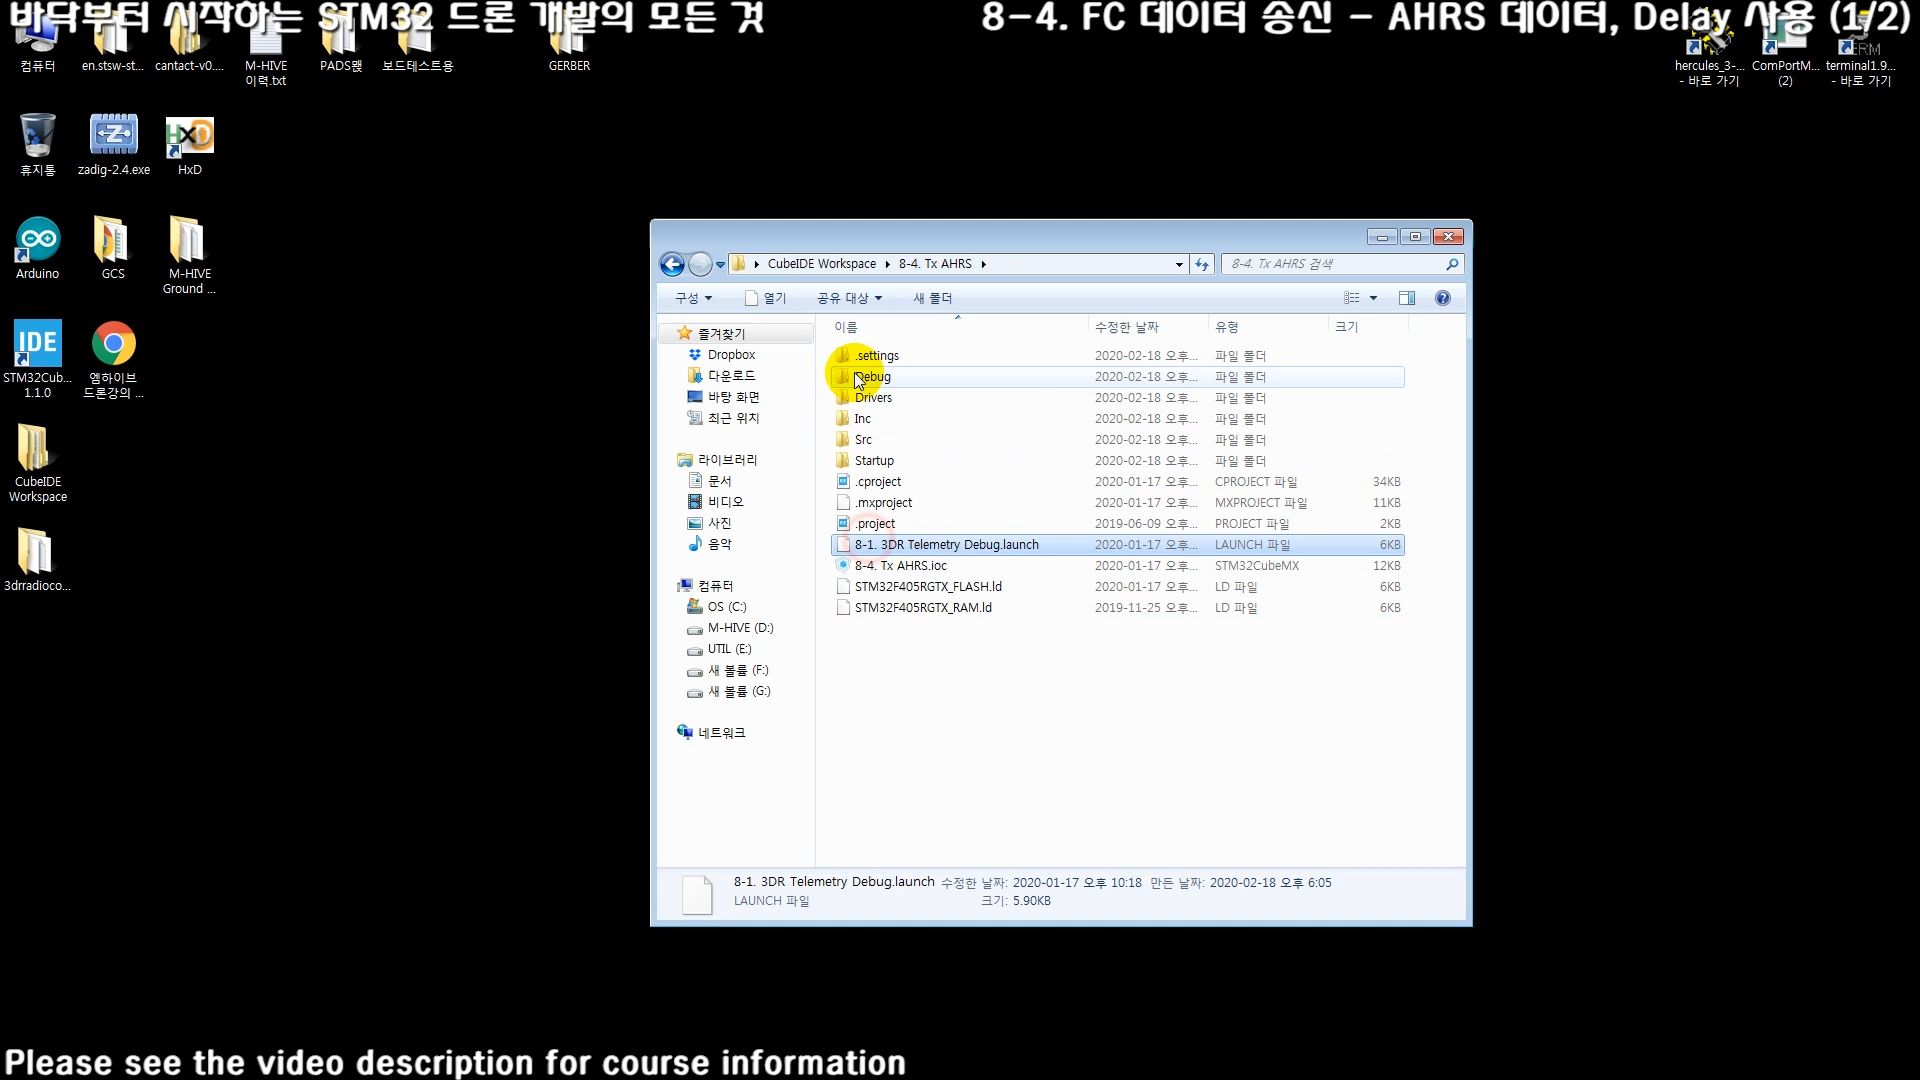 바닥부터 시작하는 STM32 드론 개발의 모든 것
8-4. FC 데이터 송신 - AHRS 데이터, Delay 사용 (1/2)
컴퓨터
en.stsw-st...
cantact-v0....
M-HIVE
이력.txt
PADS웹
보드테스트용
GERBER
hercules_3-...
- 바로 가기
ComPortM...
(2)
terminal1.9...
- 바로 가기
휴지통
zadig-2.4.exe
HxD
Arduino
GCS
M-HIVE
Ground ...
IDE
STM32Cub...
1.1.0
엠하이브
드론강의 ...
CubeIDE
Workspace
3drradioco...
CubeIDE Workspace
8-4. Tx AHRS
8-4. Tx AHRS 검색
구성
열기
공유 대상
새 폴더
즐겨찾기
Dropbox
다운로드
바탕 화면
최근 위치
라이브러리
문서
비디오
사진
음악
컴퓨터
OS (C:)
M-HIVE (D:)
UTIL (E:)
새 볼륨 (F:)
새 볼륨 (G:)
네트워크
이름 수정한 날짜 유형 크기
.settings 2020-02-18 오후... 파일 폴더
Debug 2020-02-18 오후... 파일 폴더
Drivers 2020-02-18 오후... 파일 폴더
Inc 2020-02-18 오후... 파일 폴더
Src 2020-02-18 오후... 파일 폴더
Startup 2020-02-18 오후... 파일 폴더
.cproject 2020-01-17 오후... CPROJECT 파일 34KB
.mxproject 2020-01-17 오후... MXPROJECT 파일 11KB
.project 2019-06-09 오후... PROJECT 파일 2KB
8-1. 3DR Telemetry Debug.launch 2020-01-17 오후... LAUNCH 파일 6KB
8-4. Tx AHRS.ioc 2020-01-17 오후... STM32CubeMX 12KB
STM32F405RGTX_FLASH.ld 2020-01-17 오후... LD 파일 6KB
STM32F405RGTX_RAM.ld 2019-11-25 오후... LD 파일 6KB
8-1. 3DR Telemetry Debug.launch 수정한 날짜: 2020-01-17 오후 10:18 만든 날짜: 2020-02-18 오후 6:05
LAUNCH 파일 크기: 5.90KB
Please see the video description for course information